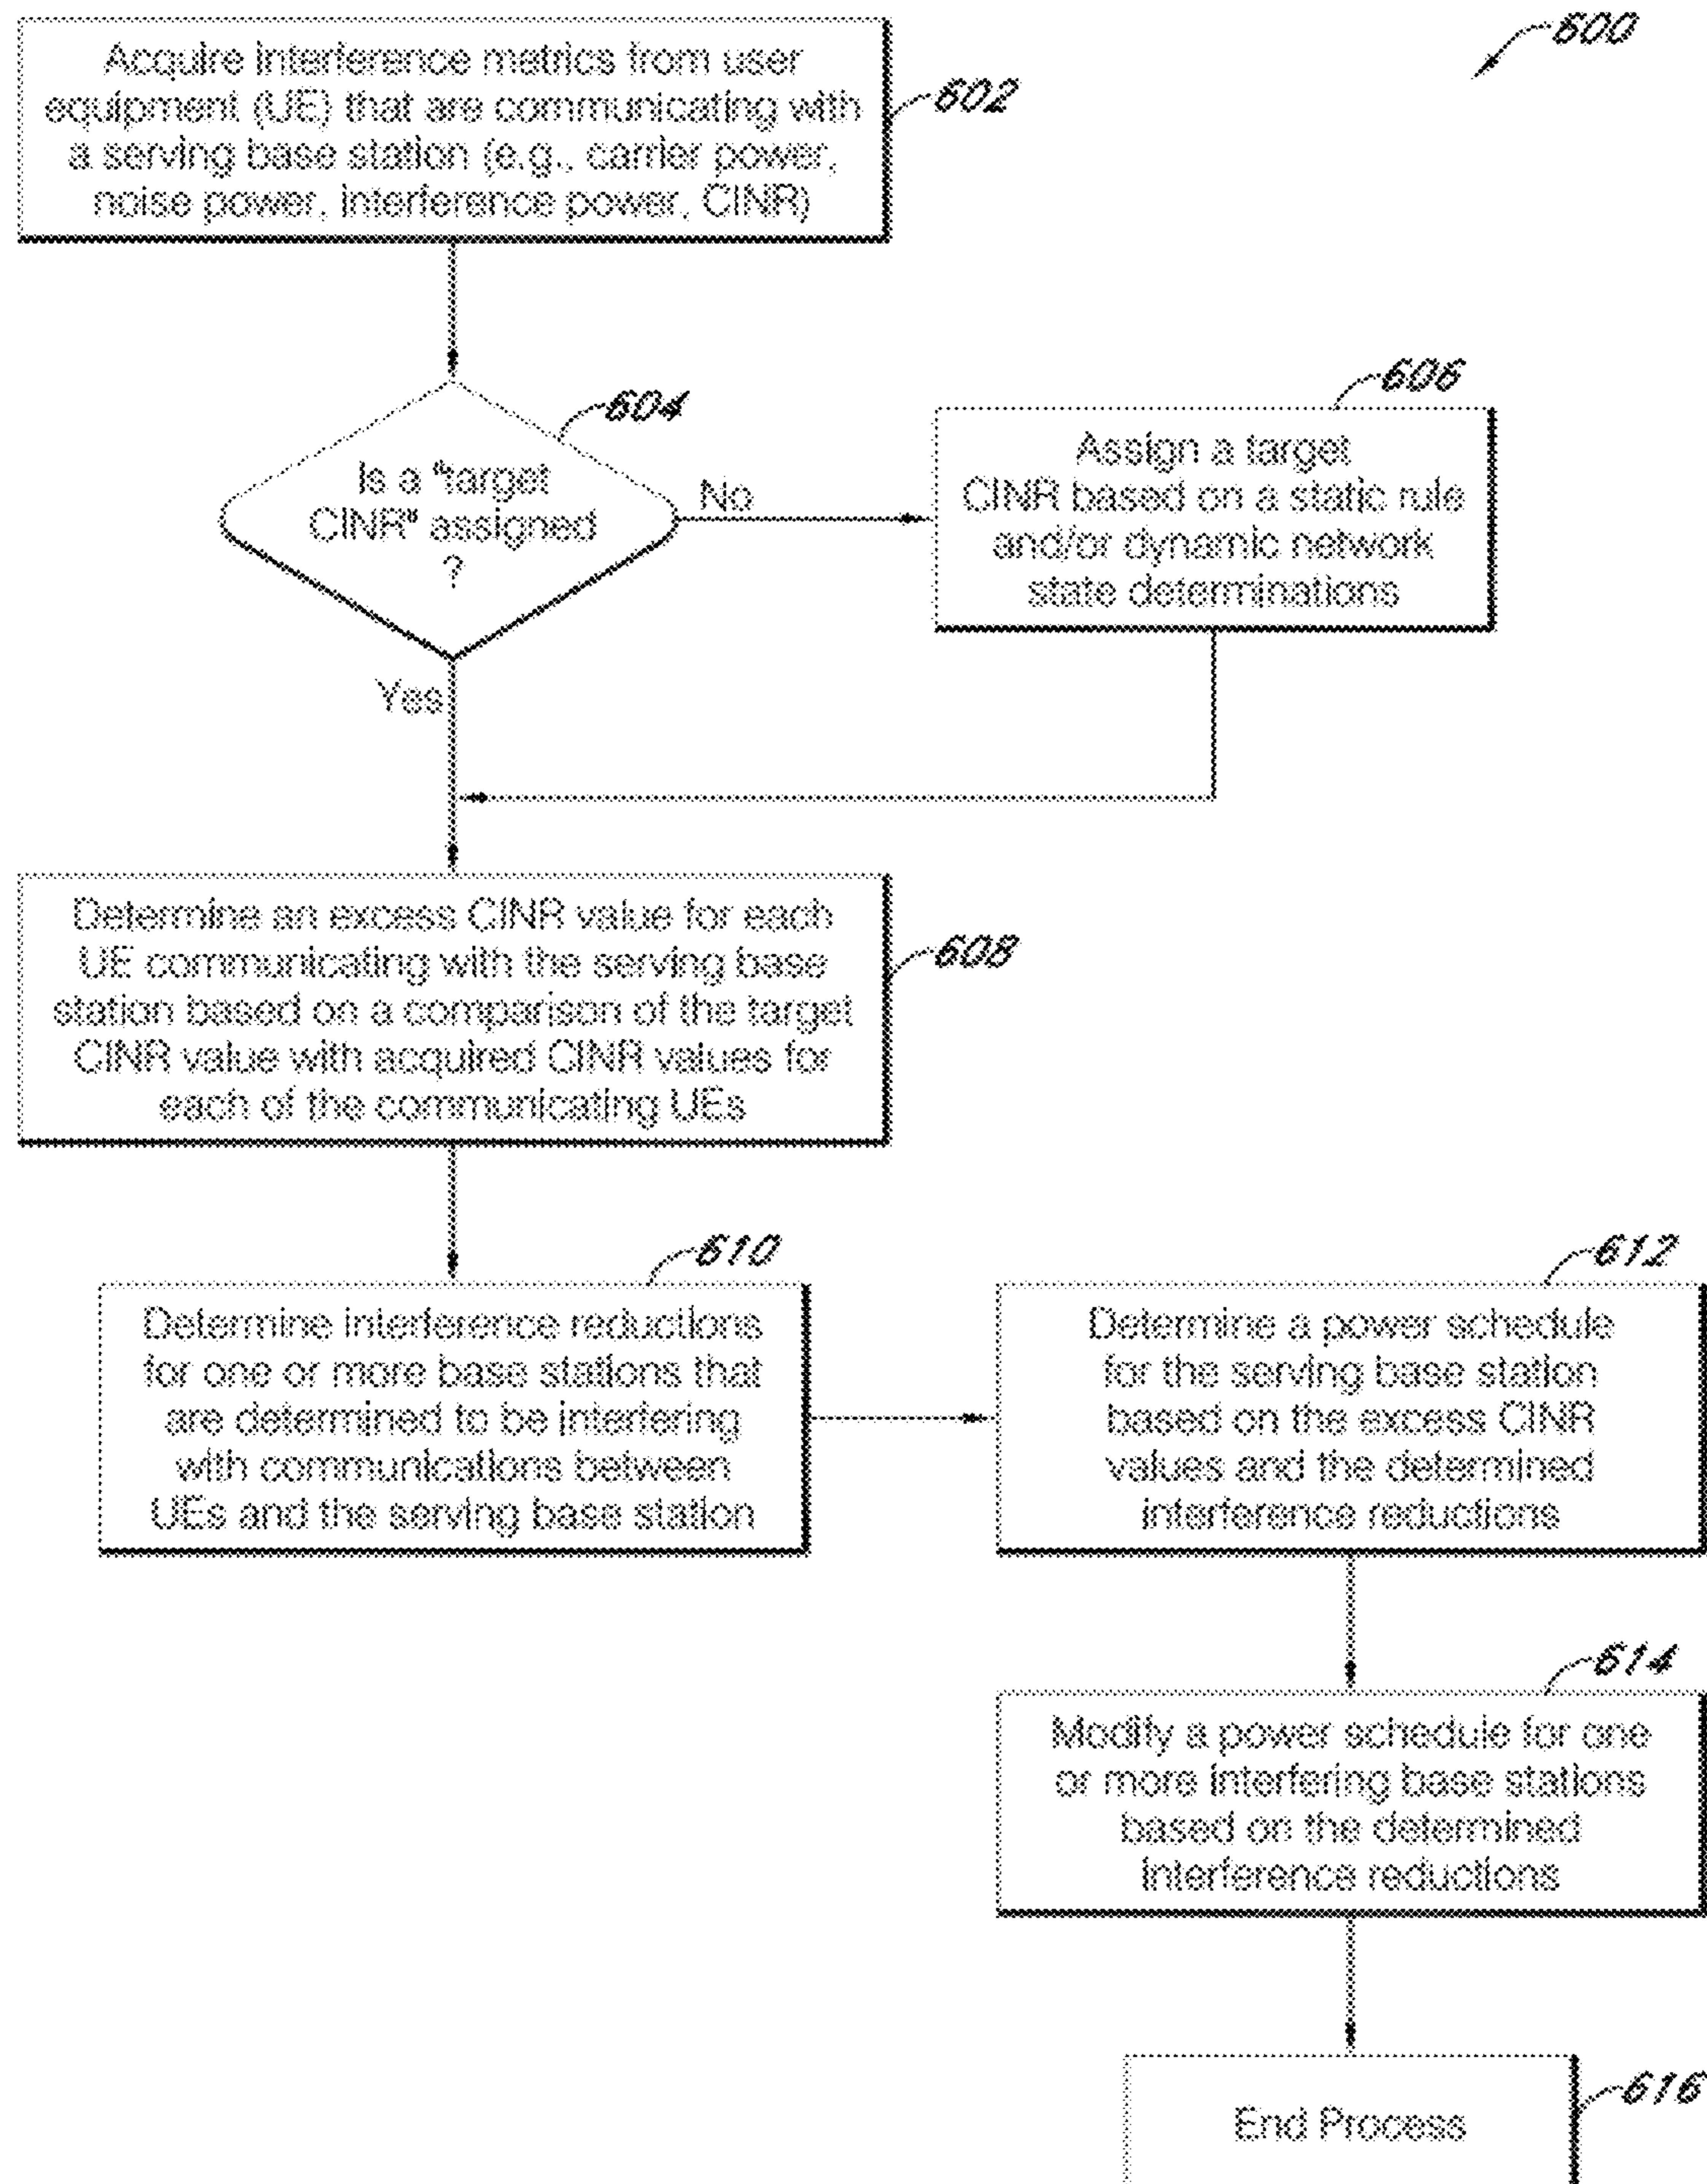 600
Acquire interference metrics from user
equipment (UE) that are communicating with
a serving base station (e.g., carrier power,
noise power, interference power, CINR)
602
604
Is a "target
CINR" assigned
?
No
Yes
606
Assign a target
CINR based on a static rule
and/or dynamic network
state determinations
Determine an excess CINR value for each
UE communicating with the serving base
station based on a comparison of the target
CINR value with acquired CINR values for
each of the communicating UEs
608
610
Determine interference reductions
for one or more base stations that
are determined to be interfering
with communications between
UEs and the serving base station
612
Determine a power schedule
for the serving base station
based on the excess CINR
values and the determined
interference reductions
614
Modify a power schedule for one
or more interfering base stations
based on the determined
interference reductions
End Process
616